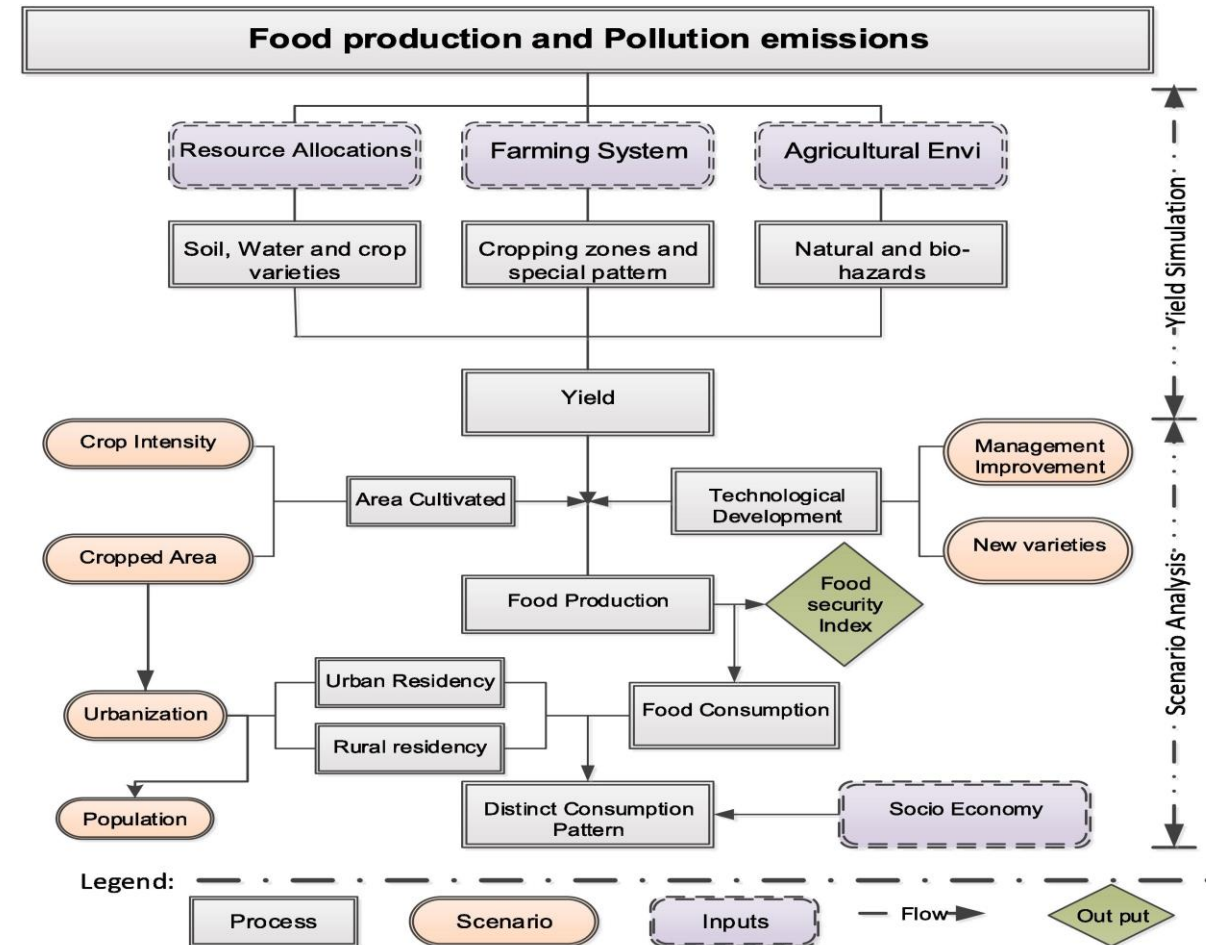 Food production and Pollution emissions
Resource Allocations
Farming System
Agricultural Envi
Soil, Water and crop
varieties
Cropping zones and
special pattern
Natural and bio-
hazards
Yield Simulation
Yield
Crop Intensity
Management
Improvement
Area Cultivated
Technological
Development
Cropped Area
New varieties
Food Production
Food
security
Index
Scenario Analysis
Urban Residency
Urbanization
Food Consumption
Rural residency
Population
Distinct Consumption
Pattern
Socio Economy
Legend:
Process
Scenario
Inputs
Flow
Out put